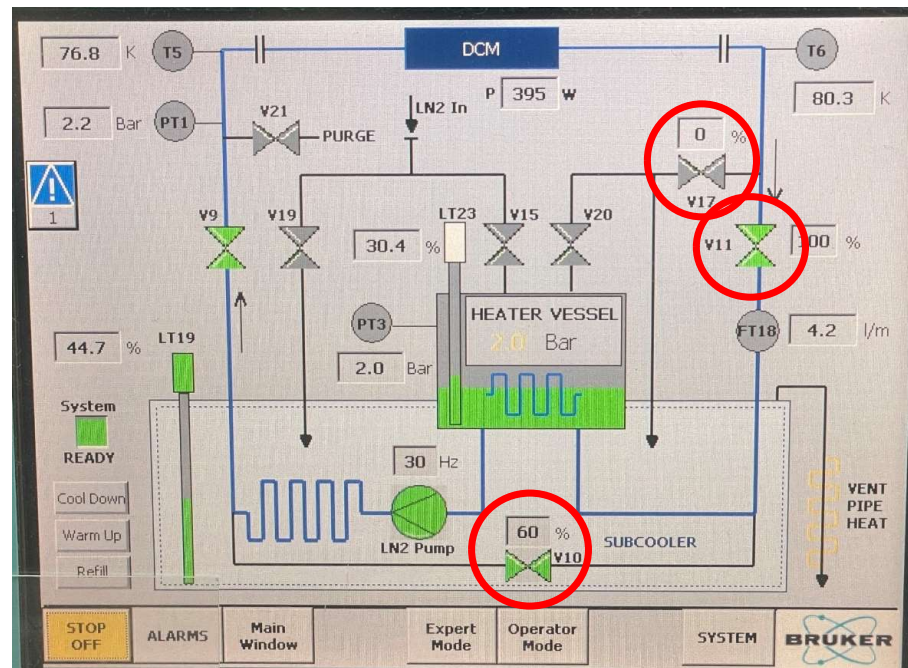 76.8 K T5
DCM
T6
P 395 W
80.3 K
2.2 Bar PT1
V21
PURGE
LN2 In
0 %
V17
1
V9
V19
LT23
30.4 %
V15
V20
V11
100 %
PT3
2.0 Bar
HEATER VESSEL
2.0 Bar
FT18
4.2 l/m
44.7 %
LT19
System
READY
30 Hz
LN2 Pump
60 %
V10
SUBCOOLER
VENT
PIPE
HEAT
Cool Down
Warm Up
Refill
STOP
OFF
ALARMS
Main
Window
Expert
Mode
Operator
Mode
SYSTEM
BRUKER